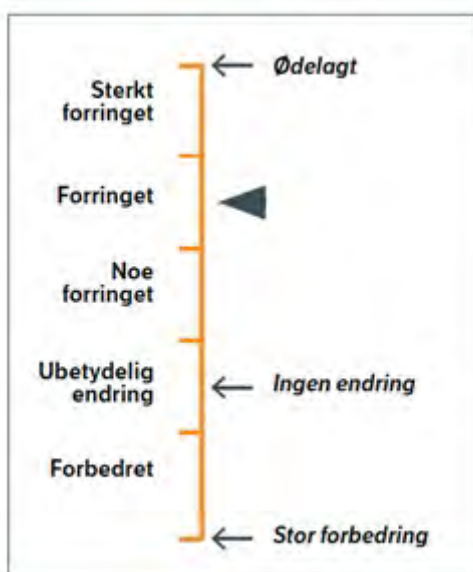 Ødelagt
Sterkt
forringet
Forringet
Noe
forringet
Ubetydelig
endring
Ingen endring
Forbedret
Stor forbedring